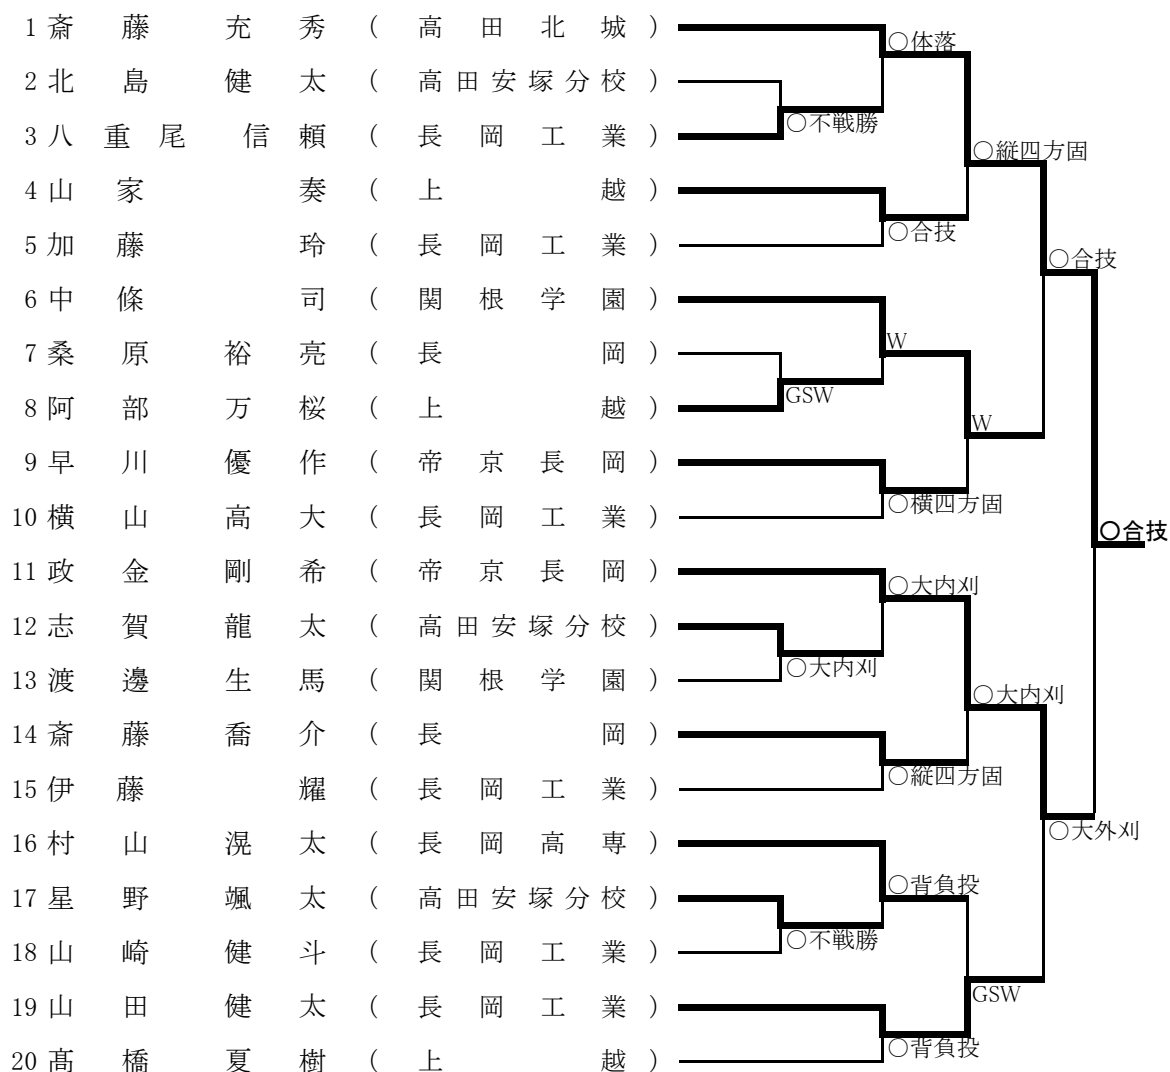 1 斎藤充秀（高田北城）
○体落
2 北島健太（高田安塚分校）
○不戦勝
3 八重尾信頼（長岡工業）
○縦四方固
4 山家奏（上越）
○合技
5 加藤玲（長岡工業）
○合技
6 中條司（関根学園）
W
7 桑原裕亮（長岡）
GSW
8 阿部万桜（上越）
W
9 早川優作（帝京長岡）
○横四方固
10 横山高大（長岡工業）
○合技
11 政金剛希（帝京長岡）
○大内刈
12 志賀龍太（高田安塚分校）
○大内刈
13 渡邊生馬（関根学園）
○大内刈
14 斎藤喬介（長岡）
○縦四方固
15 伊藤耀（長岡工業）
○大外刈
16 村山滉太（長岡高専）
○背負投
17 星野颯太（高田安塚分校）
○不戦勝
18 山崎健斗（長岡工業）
GSW
19 山田健太（長岡工業）
○背負投
20 髙橋夏樹（上越）